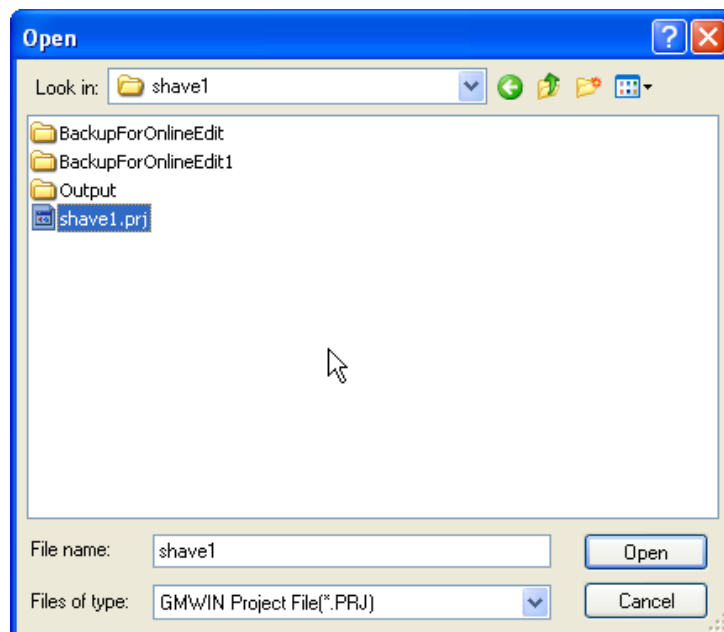 Open
Look in: shave1
BackupForOnlineEdit
BackupForOnlineEdit1
Output
shave1.prj
File name: shave1 Open
Files of type: GMWIN Project File(*.PRJ) Cancel